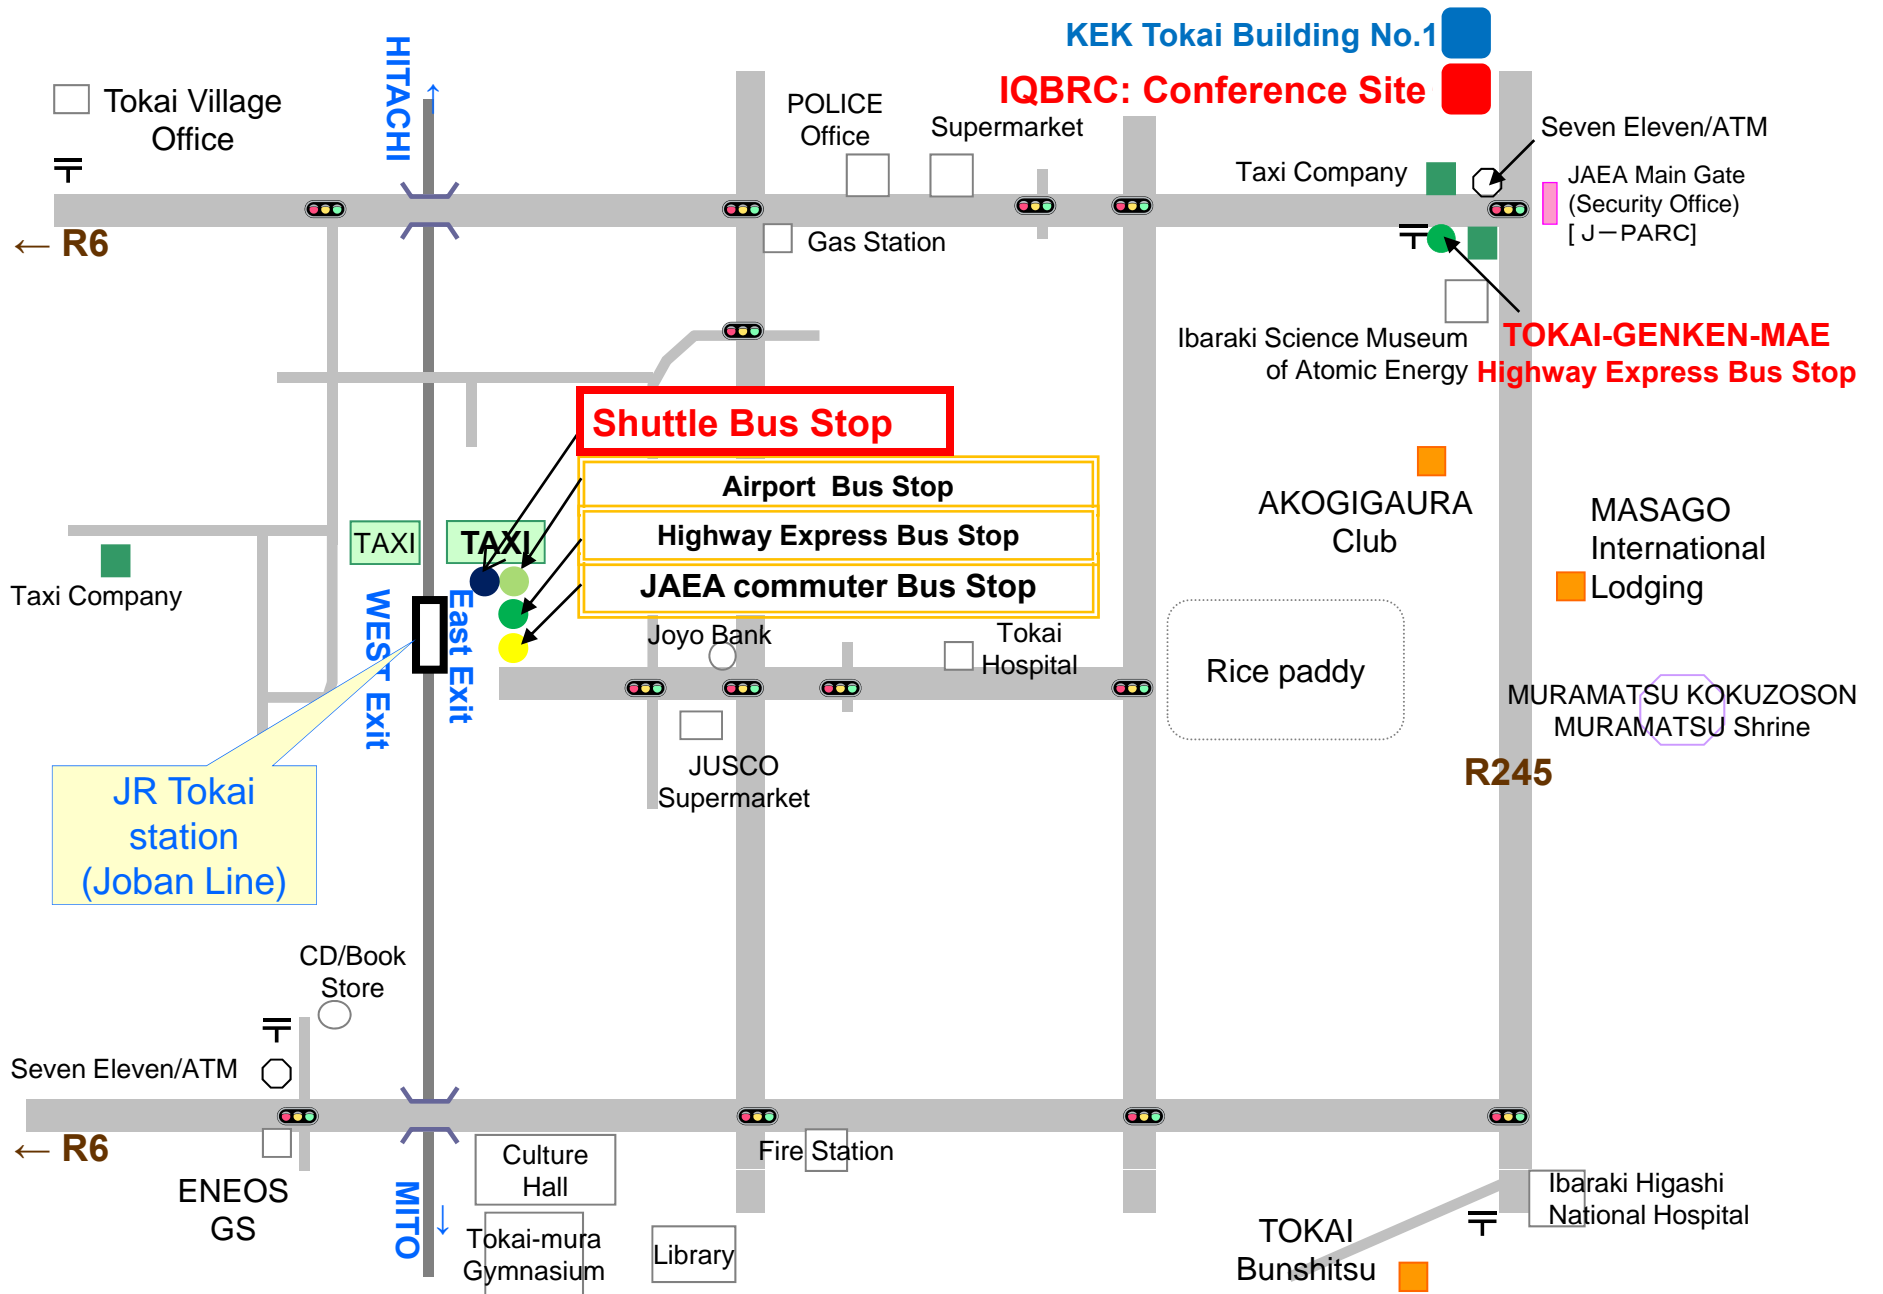 KEK Tokai Building No.1
IQBRC: Conference Site
HITACHI
↑
Tokai Village
Office
POLICE
Office
Supermarket
Seven Eleven/ATM
Taxi Company
JAEA Main Gate
(Security Office)
[ J－PARC]
〒
← R6
Gas Station
〒
Ibaraki Science Museum
of Atomic Energy
TOKAI-GENKEN-MAE
Highway Express Bus Stop
Shuttle Bus Stop
Airport Bus Stop
Highway Express Bus Stop
JAEA commuter Bus Stop
TAXI
TAXI
Taxi Company
WEST Exit
East Exit
AKOGIGAURA
Club
MASAGO
International
Lodging
Joyo Bank
Tokai
Hospital
Rice paddy
MURAMATSU KOKUZOSON
MURAMATSU Shrine
R245
JUSCO
Supermarket
JR Tokai
station
(Joban Line)
CD/Book
Store
〒
Seven Eleven/ATM
← R6
ENEOS
GS
MITO
↓
Culture
Hall
Fire Station
Tokai-mura
Gymnasium
Library
TOKAI
Bunshitsu
〒
Ibaraki Higashi
National Hospital